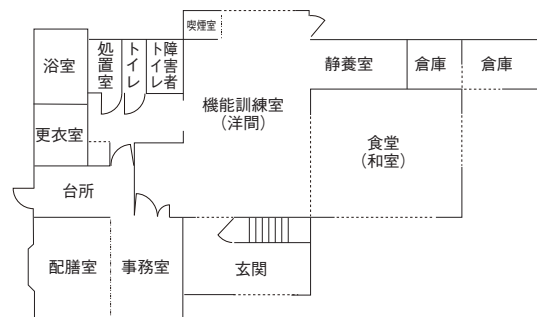 喫煙室
浴室
処置室
トイレ
障害者
トイレ
静養室
倉庫
倉庫
機能訓練室
（洋間）
更衣室
食堂
（和室）
台所
配膳室
事務室
玄関